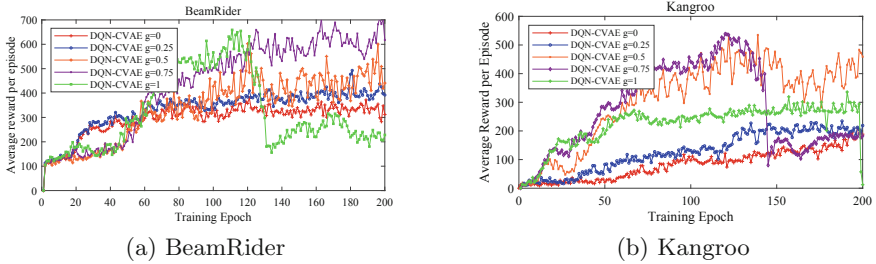 BeamRider
DQN-CVAE g=0
DQN-CVAE g=0.25
DQN-CVAE g=0.5
DQN-CVAE g=0.75
DQN-CVAE g=1
Average reward per episode
700
600
500
400
300
200
100
0
0 20 40 60 80 100 120 140 160 180 200
Training Epoch
(a) BeamRider
Kangroo
DQN-CVAE g=0
DQN-CVAE g=0.25
DQN-CVAE g=0.5
DQN-CVAE g=0.75
DQN-CVAE g=1
Average Reward per Episode
600
500
400
300
200
100
0
0 50 100 150 200
Training Epoch
(b) Kangroo